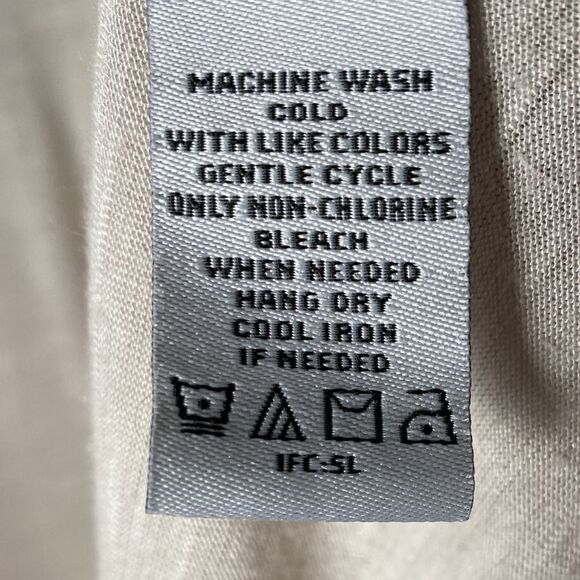 MACHINE WASH
COLD
WITH LIKE COLORS
GENTLE CYCLE
ONLY NON-CHLORINE
BLEACH
WHEN NEEDED
HANG DRY
COOL IRON
IF NEEDED
IFC:SL